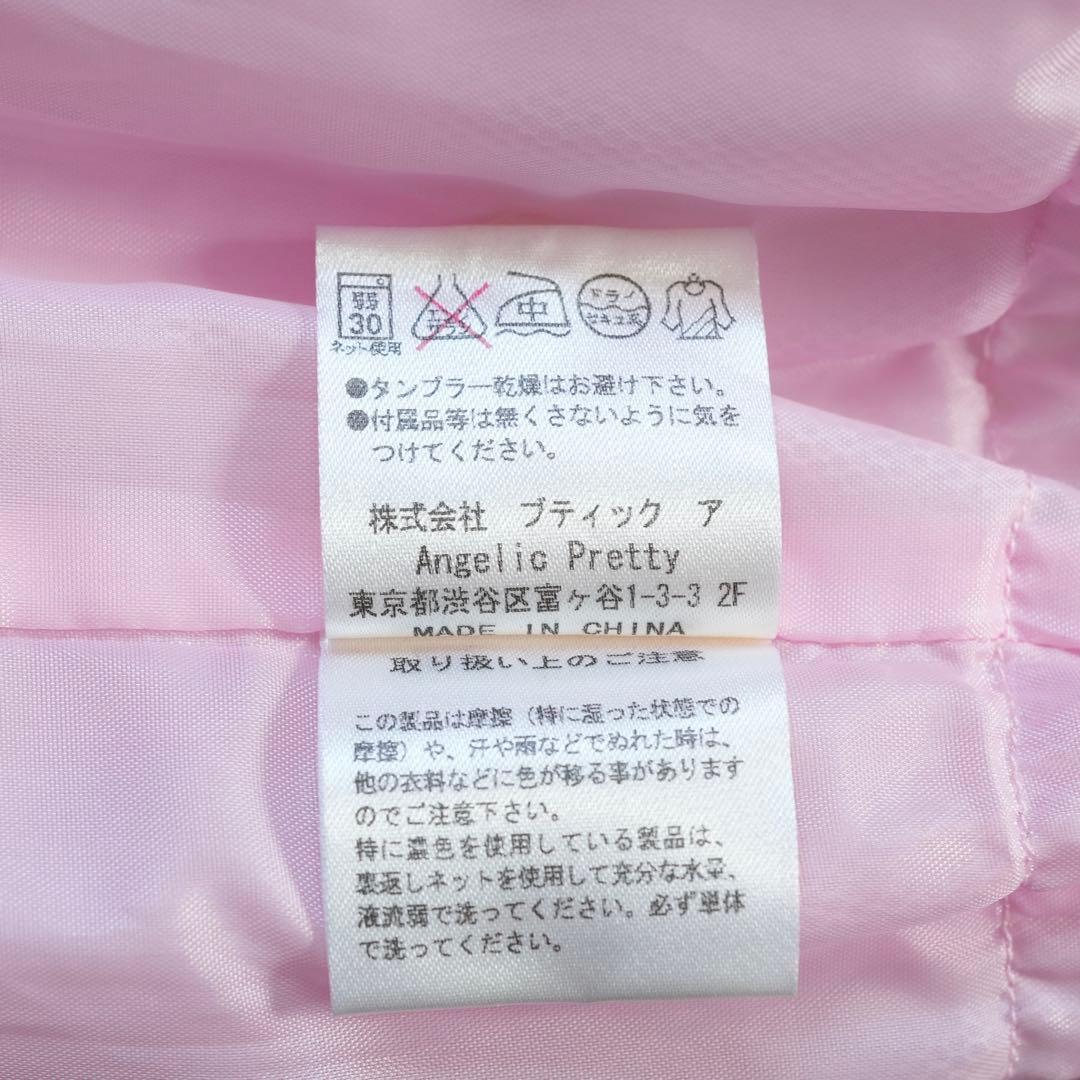 弱
30
ネット使用
エンソ
サラシ
中
ドライ
セキユ系
●タンブラー乾燥はお避け下さい。
●付属品等は無くさないように気を
つけてください。
株式会社　ブティック　ア
Angelic Pretty
東京都渋谷区富ヶ谷1-3-3 2F
MADE IN CHINA
取り扱い上のご注意
この製品は摩擦（特に湿った状態での
摩擦）や、汗や雨などでぬれた時は、
他の衣料などに色が移る事があります
のでご注意下さい。
特に濃色を使用している製品は、
裏返しネットを使用して充分な水量、
液流弱で洗ってください。必ず単体
で洗ってください。